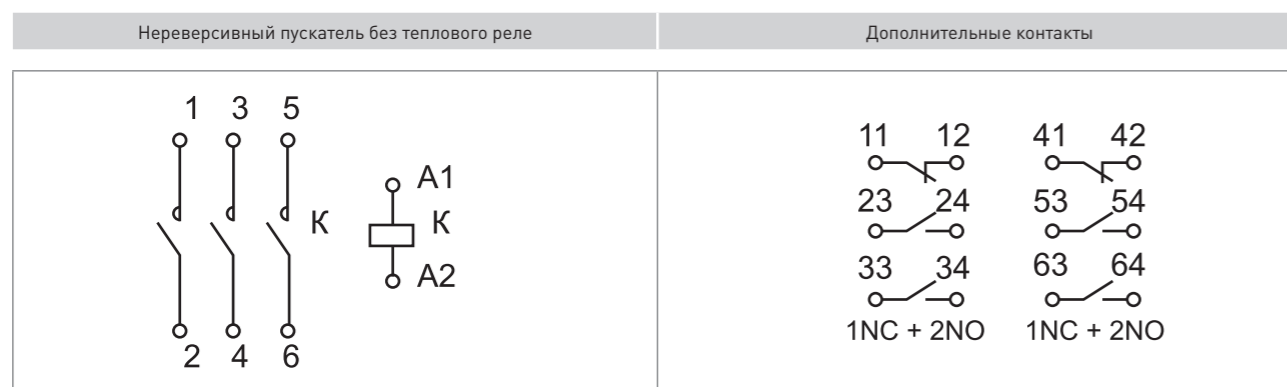 Нереверсивный пускатель без теплового реле
Дополнительные контакты
1 3 5
A1
К К
A2
2 4 6
11 12 41 42
23 24 53 54
33 34 63 64
1NC + 2NO 1NC + 2NO